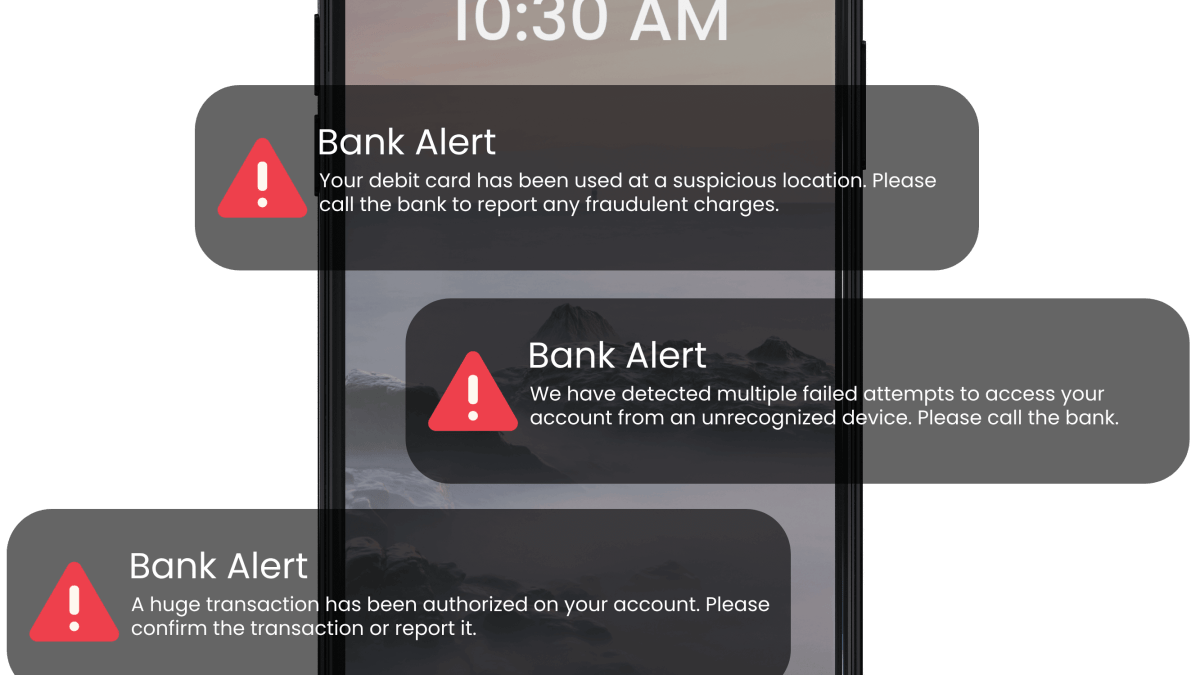 10:30 AM
Bank Alert
Your debit card has been used at a suspicious location. Please
call the bank to report any fraudulent charges.
Bank Alert
We have detected multiple failed attempts to access your
account from an unrecognized device. Please call the bank.
Bank Alert
A huge transaction has been authorized on your account. Please
confirm the transaction or report it.